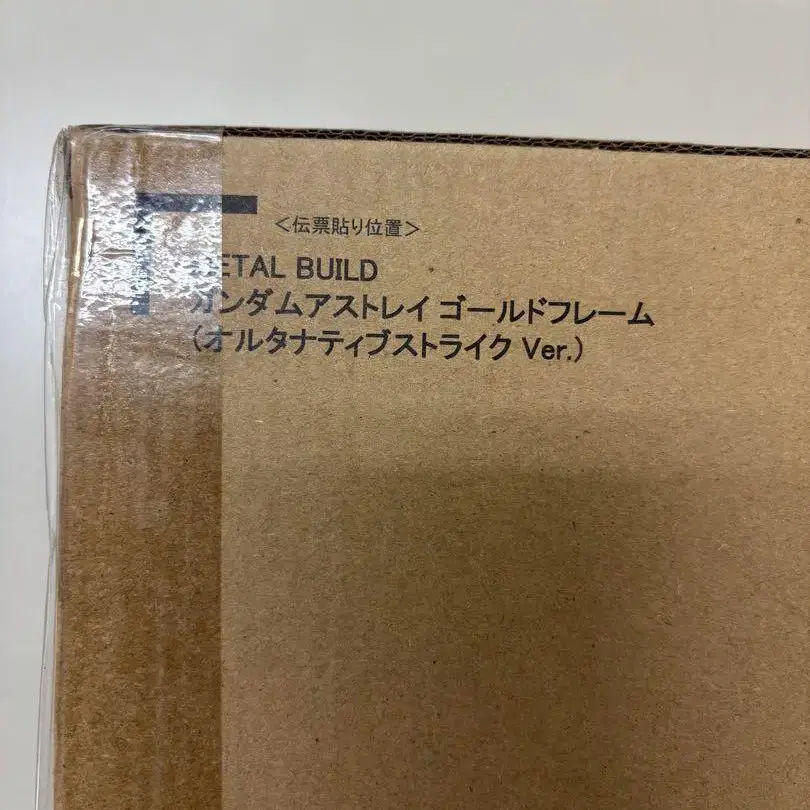 ＜伝票貼り位置＞
METAL BUILD
ガンダムアストレイ ゴールドフレーム
（オルタナティブストライク Ver.）